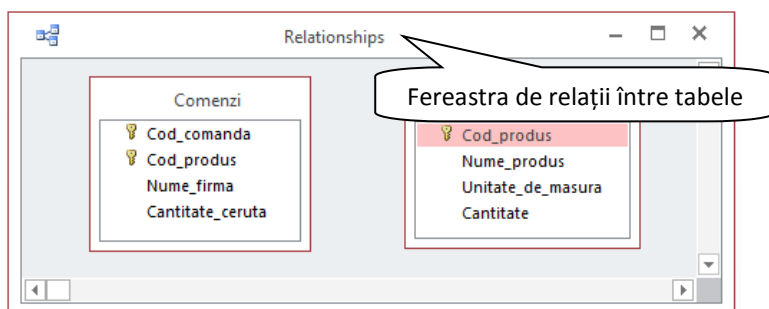 Relationships
Fereastra de relații între tabele
Comenzi
Cod_comanda
Cod_produs
Nume_firma
Cantitate_ceruta
Cod_produs
Nume_produs
Unitate_de_masura
Cantitate